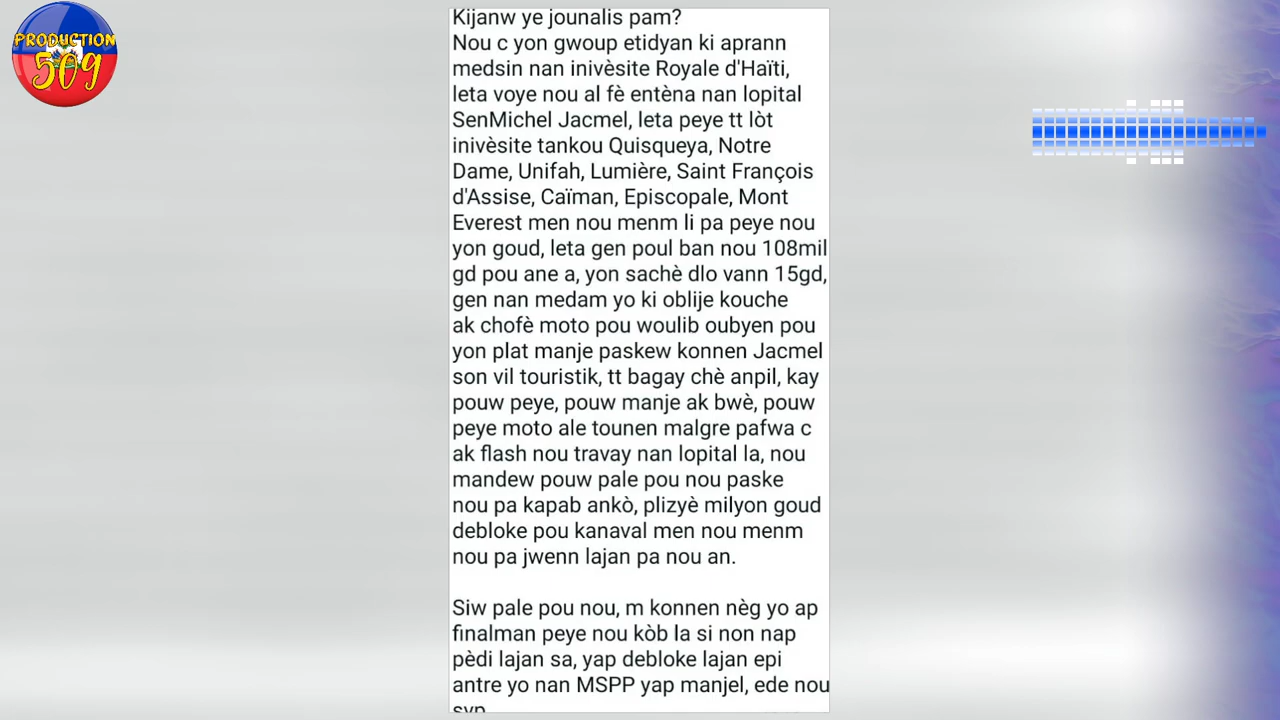 PRODUCTION
509
Kijanw ye jounalis pam?
Nou c yon gwoup etidyan ki aprann
medsin nan inivèsite Royale d'Haïti,
leta voye nou al fè entèna nan lopital
SenMichel Jacmel, leta peye tt lòt
inivèsite tankou Quisqueya, Notre
Dame, Unifah, Lumière, Saint François
d'Assise, Caïman, Episcopale, Mont
Everest men nou menm li pa peye nou
yon goud, leta gen poul ban nou 108mil
gd pou ane a, yon sachè dlo vann 15gd,
gen nan medam yo ki oblije kouche
ak chofè moto pou woulib oubyen pou
yon plat manje paskew konnen Jacmel
son vil touristik, tt bagay chè anpil, kay
pouw peye, pouw manje ak bwè, pouw
peye moto ale tounen malgre pafwa c
ak flash nou travay nan lopital la, nou
mandew pouw pale pou nou paske
nou pa kapab ankò, plizyè milyon goud
debloke pou kanaval men nou menm
nou pa jwenn lajan pa nou an.
Siw pale pou nou, m konnen nèg yo ap
finalman peye nou kòb la si non nap
pèdi lajan sa, yap debloke lajan epi
antre yo nan MSPP yap manjel, ede nou
svp